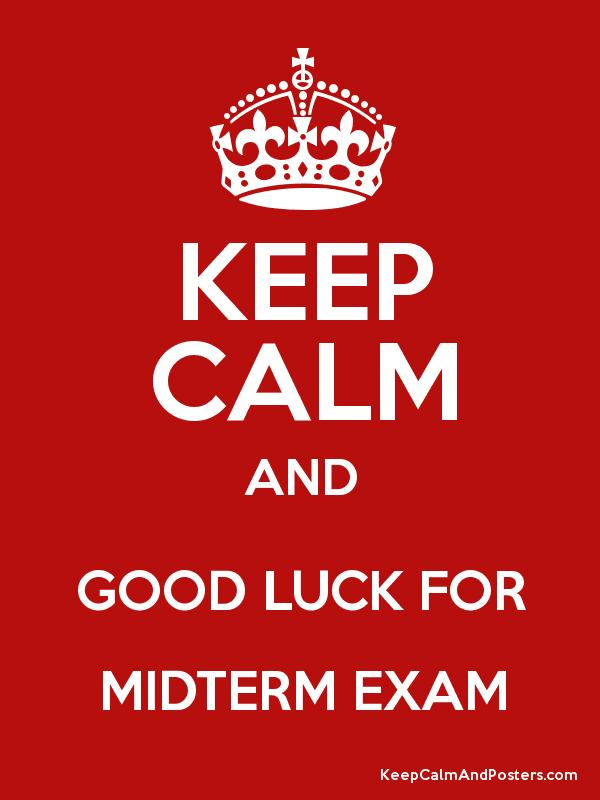 KEEP
CALM
AND
GOOD LUCK FOR
MIDTERM EXAM
KeepCalmAndPosters.com